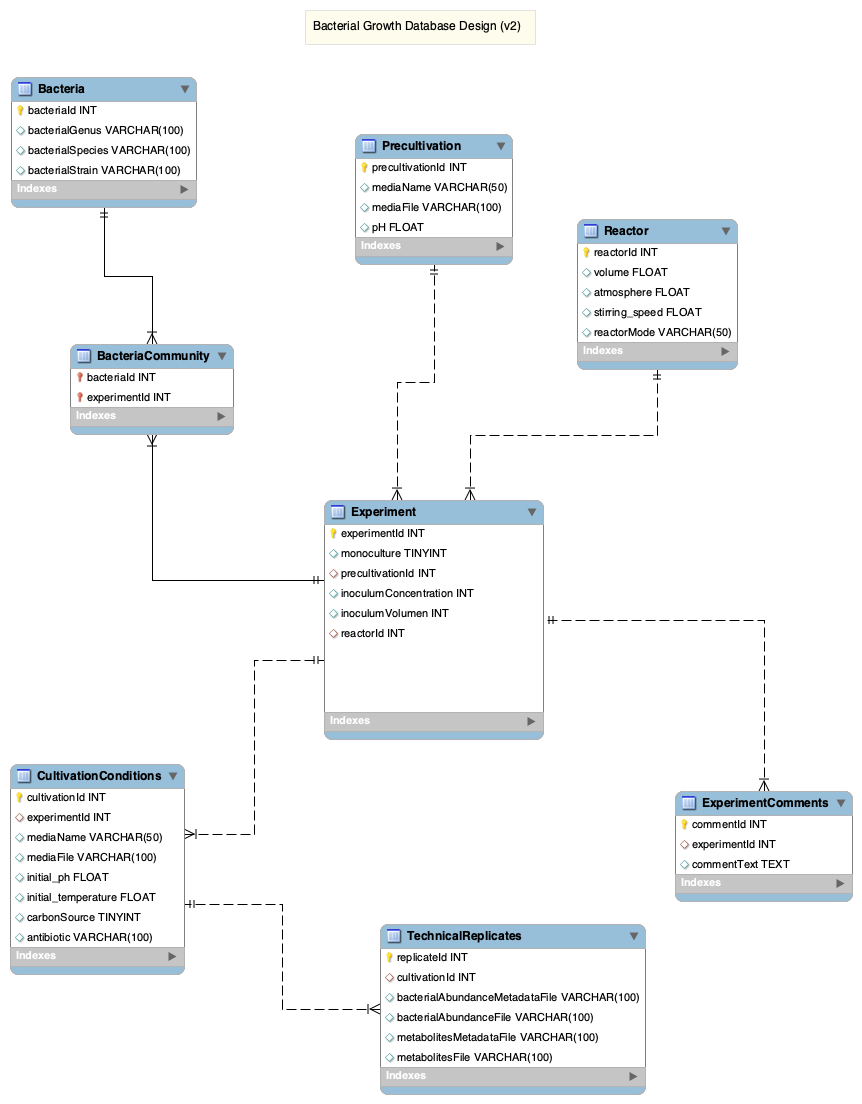 Bacterial Growth Database Design (v2)
Bacteria
bacteriaId INT
bacterialGenus VARCHAR(100)
bacterialSpecies VARCHAR(100)
bacterialStrain VARCHAR(100)
Indexes
Precultivation
precultivationId INT
mediaName VARCHAR(50)
mediaFile VARCHAR(100)
pH FLOAT
Indexes
Reactor
reactorId INT
volume FLOAT
atmosphere FLOAT
stirring_speed FLOAT
reactorMode VARCHAR(50)
Indexes
BacteriaCommunity
bacteriaId INT
experimentId INT
Indexes
Experiment
experimentId INT
monoculture TINYINT
precultivationId INT
inoculumConcentration INT
inoculumVolumen INT
reactorId INT
Indexes
CultivationConditions
cultivationId INT
experimentId INT
mediaName VARCHAR(50)
mediaFile VARCHAR(100)
initial_ph FLOAT
initial_temperature FLOAT
carbonSource TINYINT
antibiotic VARCHAR(100)
Indexes
ExperimentComments
commentId INT
experimentId INT
commentText TEXT
Indexes
TechnicalReplicates
replicateId INT
cultivationId INT
bacterialAbundanceMetadataFile VARCHAR(100)
bacterialAbundanceFile VARCHAR(100)
metabolitesMetadataFile VARCHAR(100)
metabolitesFile VARCHAR(100)
Indexes